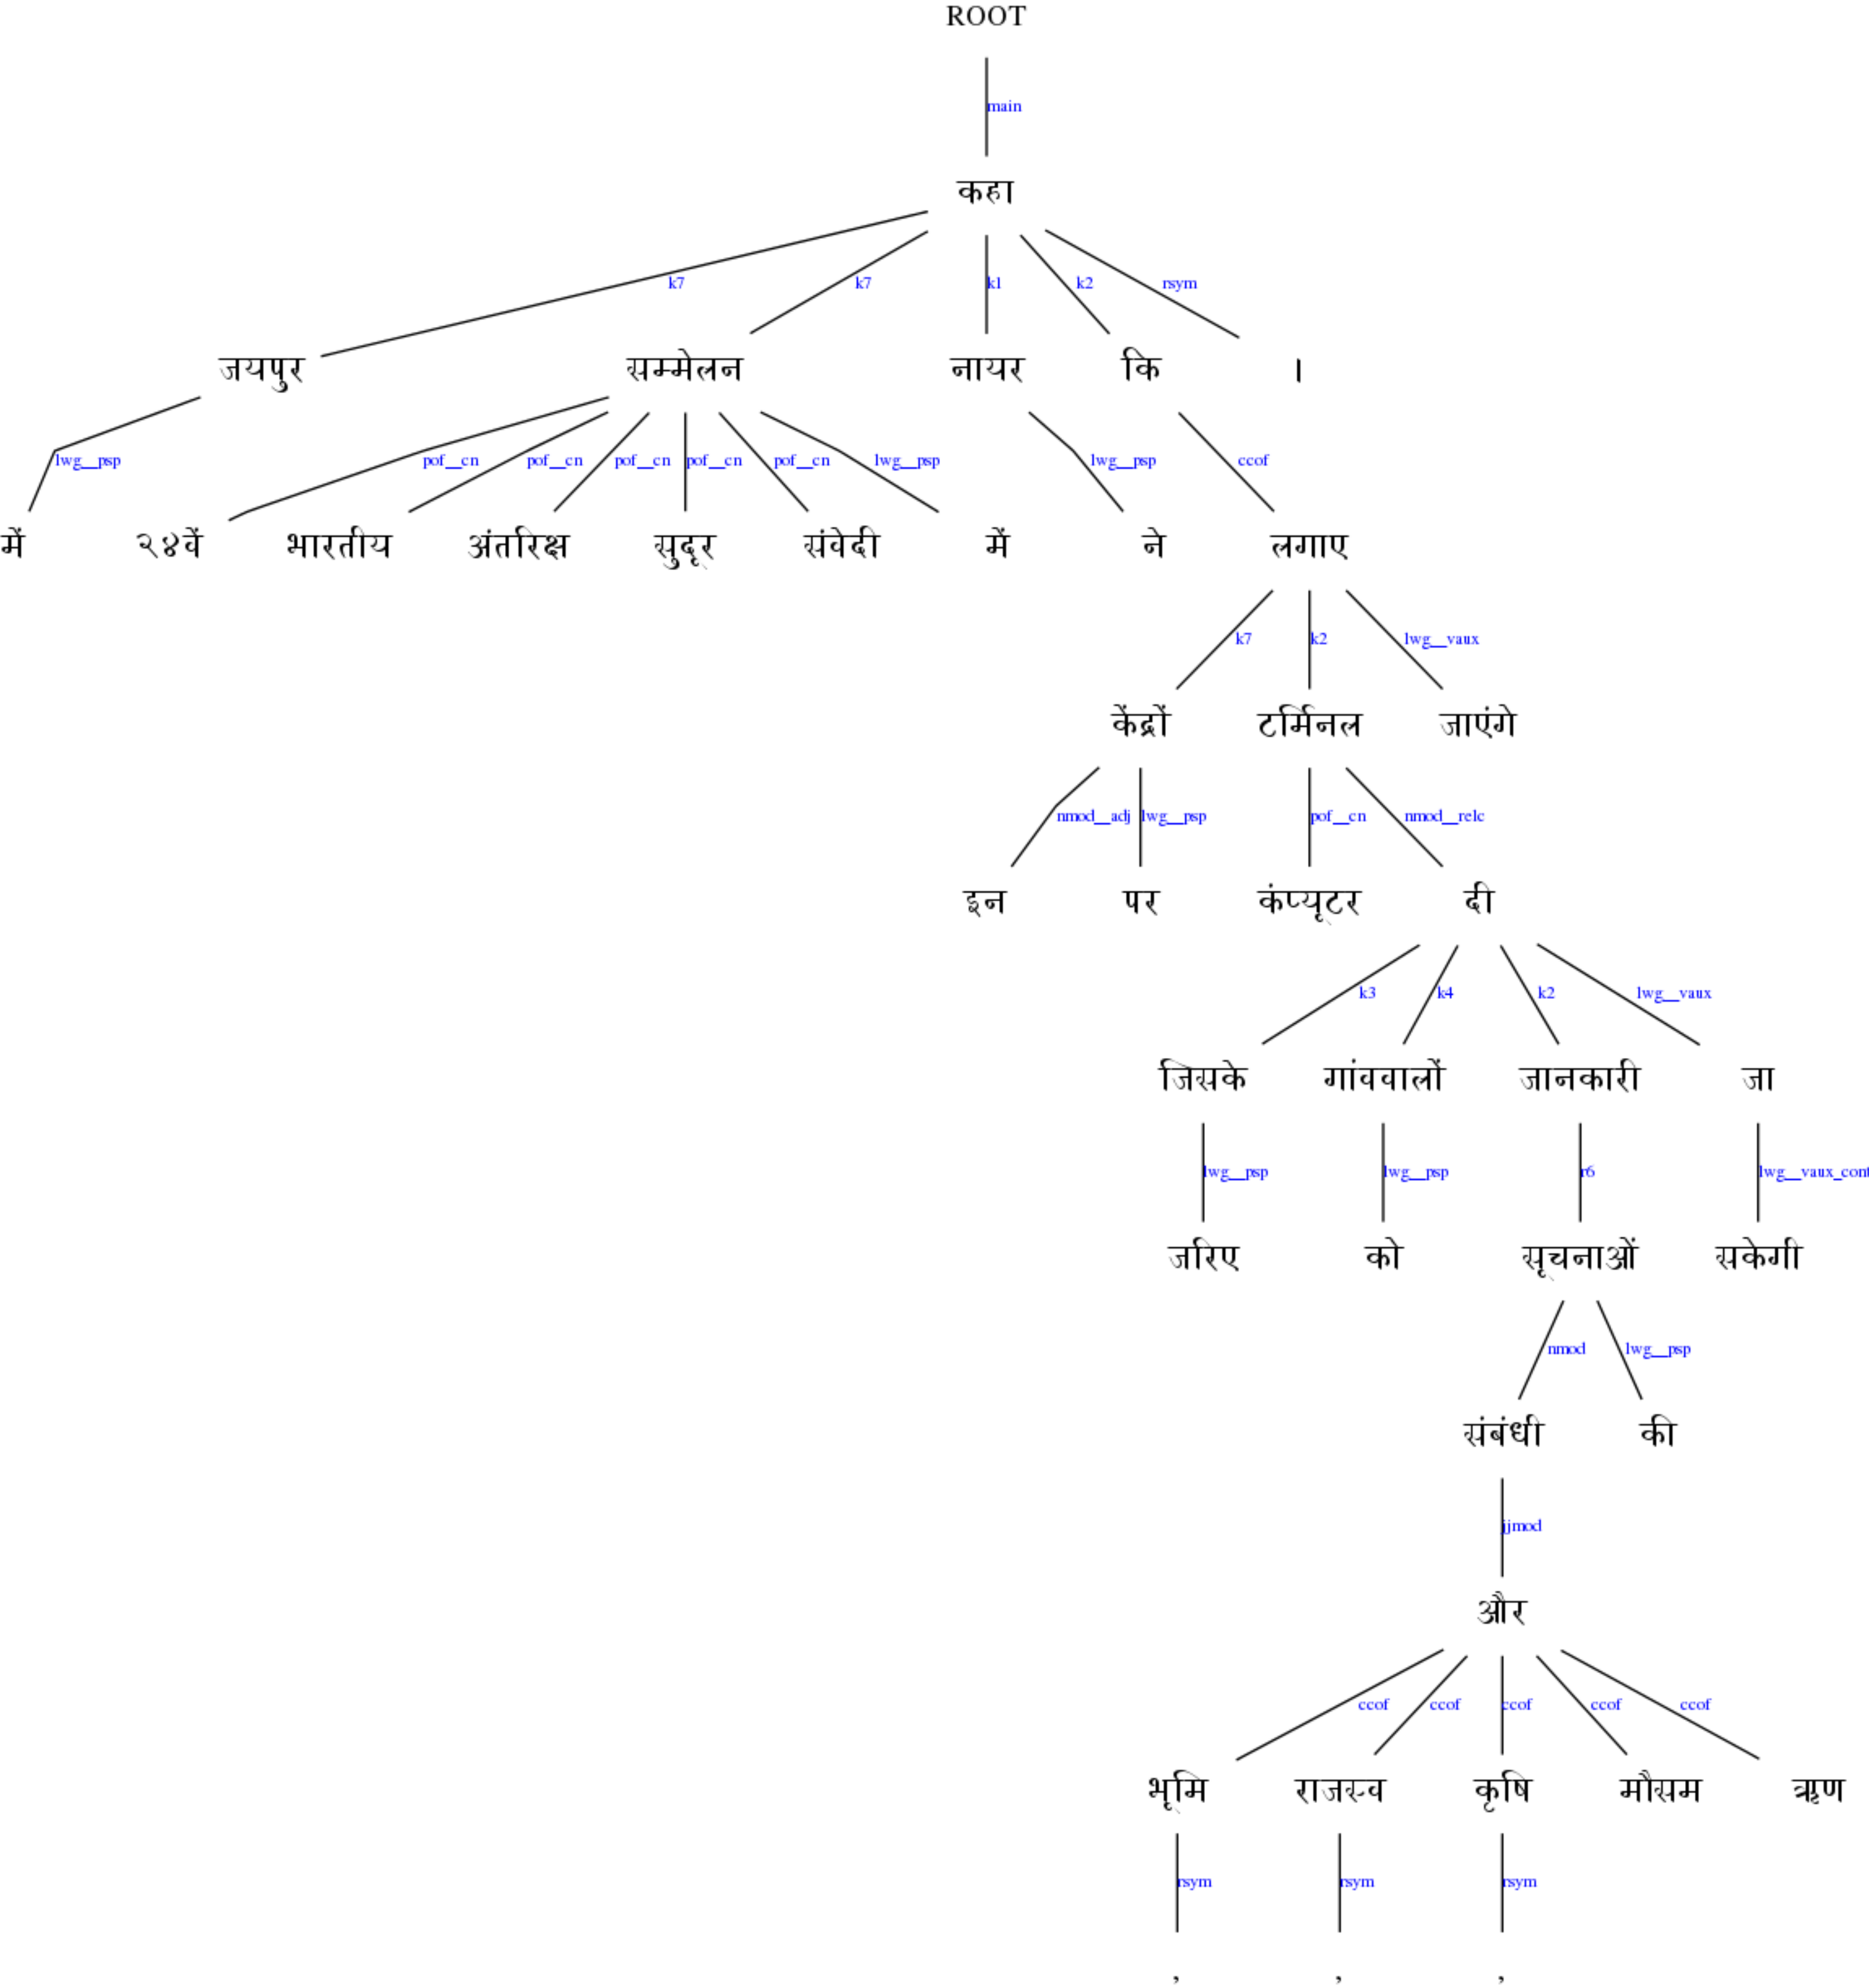 ROOT
main
कहा
k7 k7 k1 k2 rsym
जयपुर सम्मेलन नायर कि ।
lwg__psp pof__cn pof__cn pof__cn pof__cn pof__cn lwg__psp lwg__psp ccof
में २४वें भारतीय अंतरिक्ष सुदूर संवेदी में ने लगाए
k7 k2 lwg__vaux
केंद्रों टर्मिनल जाएंगे
nmod__adj lwg__psp pof__cn nmod__relc
इन पर कंप्यूटर दी
k3 k4 k2 lwg__vaux
जिसके गांववालों जानकारी जा
lwg__psp lwg__psp r6 lwg__vaux_cont
जरिए को सूचनाओं सकेगी
nmod lwg__psp
संबंधी की
jjmod
और
ccof ccof ccof ccof ccof
भूमि राजस्व कृषि मौसम ऋण
rsym rsym rsym
, , ,